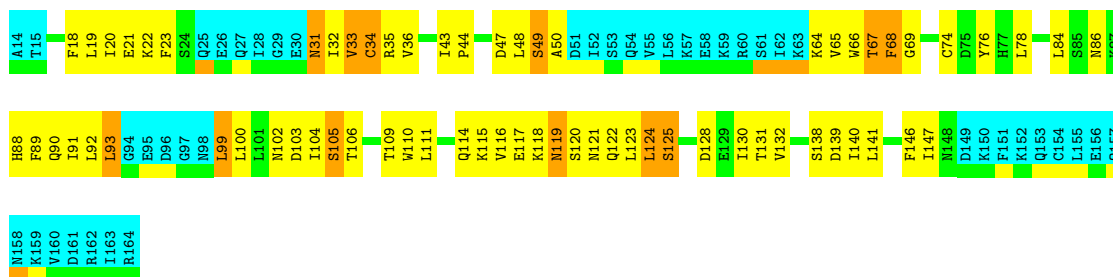 A14 T15 F18 L19 I20 E21 K22 F23 S24 Q25 E26 Q27 I28 G29 E30 N31 I32 V33 C34 R35 V36 I43 P44 D47 L48 S49 A50 D51 I52 S53 Q54 V55 L56 K57 E58 K59 R60 S61 I62 K63 K64 V65 W66 T67 F68 G69 C74 D75 Y76 H77 L78 L84 S85 N86
H88 F89 Q90 I91 L92 L93 G94 E95 D96 G97 N98 L99 L100 L101 N102 D103 I104 S105 T106 T109 W110 L111 Q114 K115 V116 E117 K118 N119 S120 N121 Q122 L123 L124 S125 D128 E129 I130 T131 V132 S138 D139 I140 L141 F146 I147 N148 D149 K150 F151 K152 Q153 C154 L155 E156
N158 K159 V160 D161 R162 I163 R164